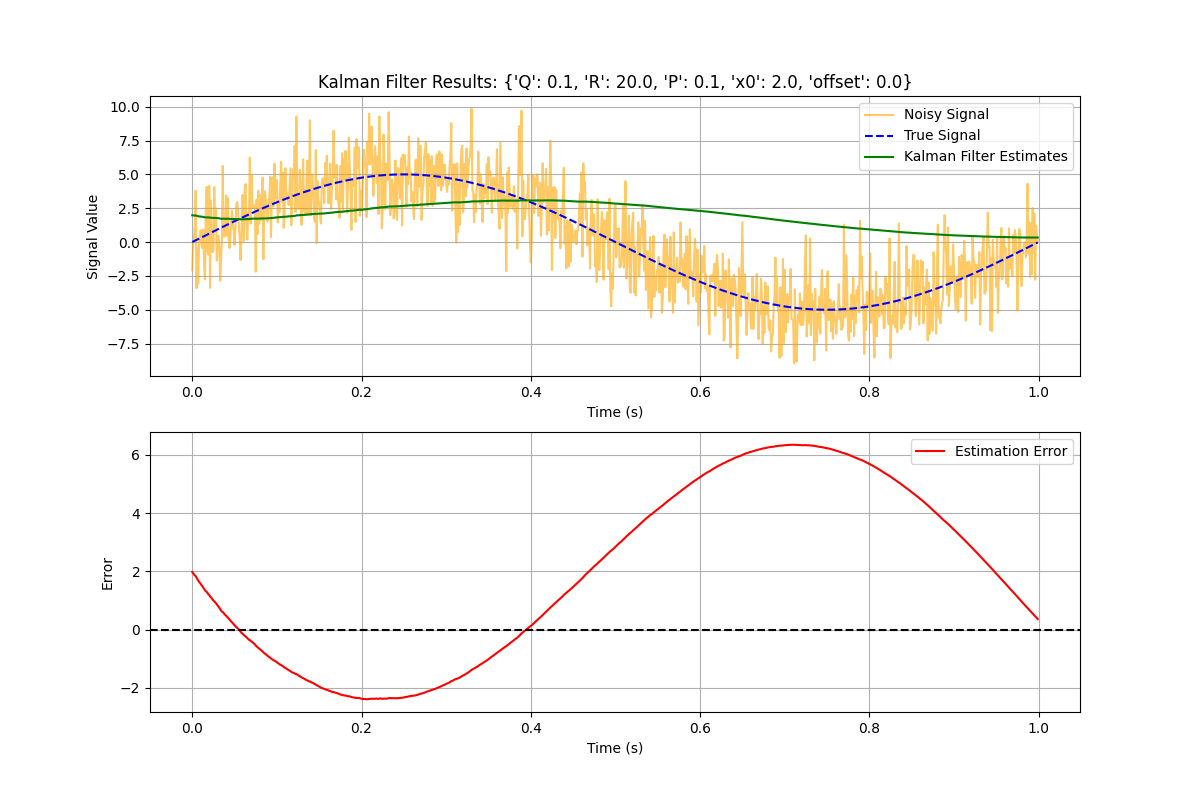 Kalman Filter Results: {'Q': 0.1, 'R': 20.0, 'P': 0.1, 'x0': 2.0, 'offset': 0.0}
Signal Value
10.0
7.5
5.0
2.5
0.0
−2.5
−5.0
−7.5
Noisy Signal
True Signal
Kalman Filter Estimates
0.0 0.2 0.4 0.6 0.8 1.0
Time (s)
Error
6
4
2
0
−2
Estimation Error
0.0 0.2 0.4 0.6 0.8 1.0
Time (s)